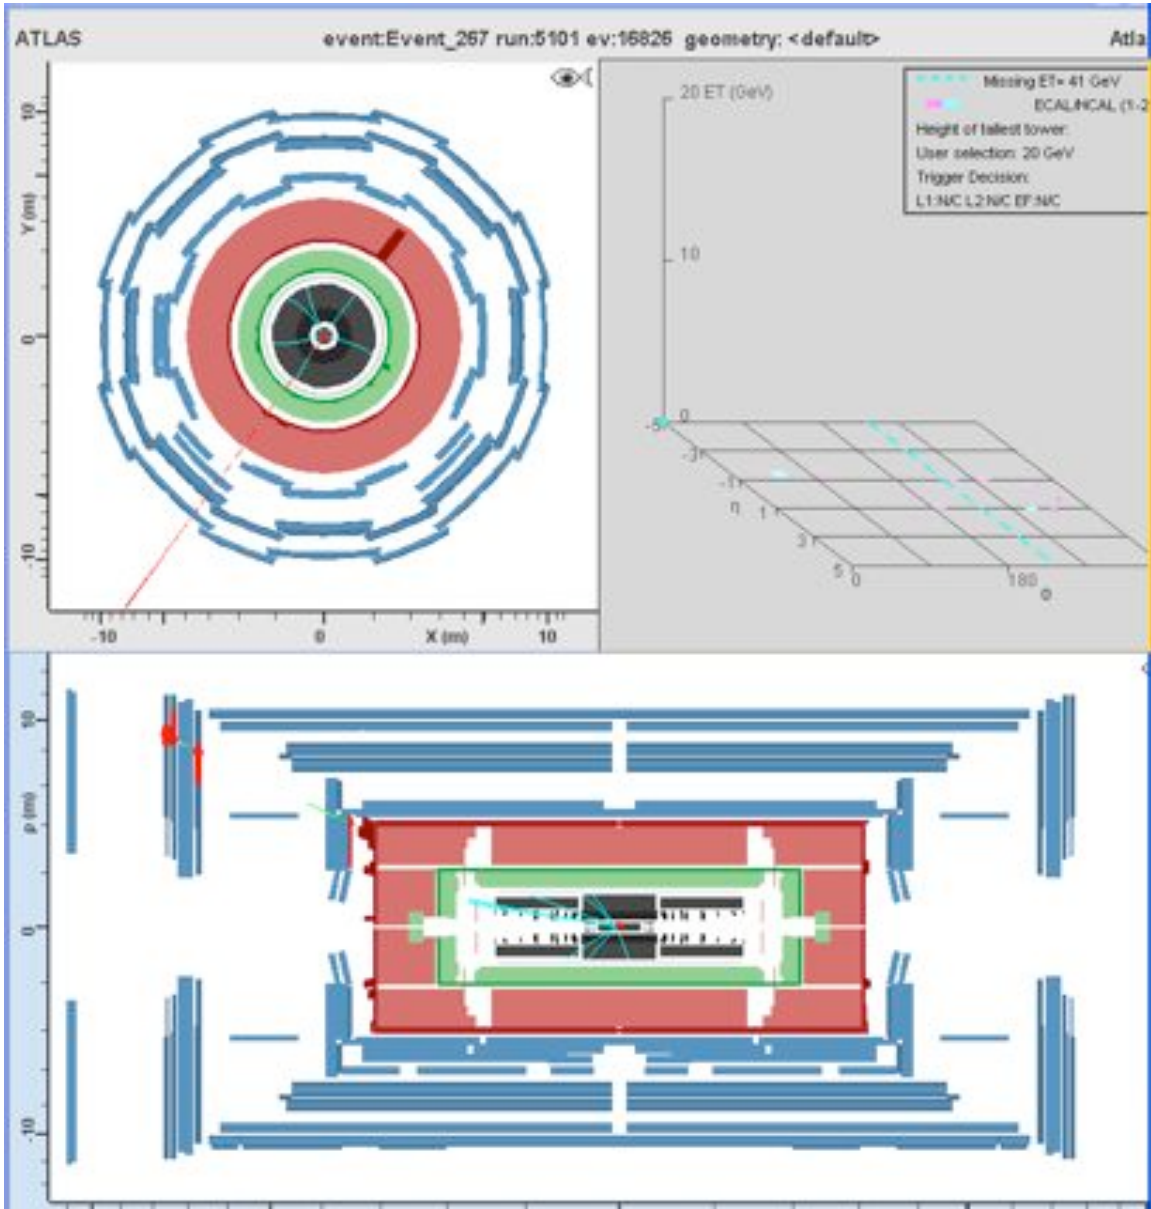 ATLAS event:Event_267 run:5101 ev:16826 geometry: <default> Atla
10
Y (m)
0
-10
-10 0 X (m) 10
20 ET (GeV)
10
0
-5
-3
-1
η 1
3
5 0 180 Φ
Missing ET= 41 GeV
ECAL/HCAL (1-2
Height of tallest tower:
User selection: 20 GeV
Trigger Decision:
L1:N/C L2:N/C EF:N/C
10
ρ (m)
0
-10